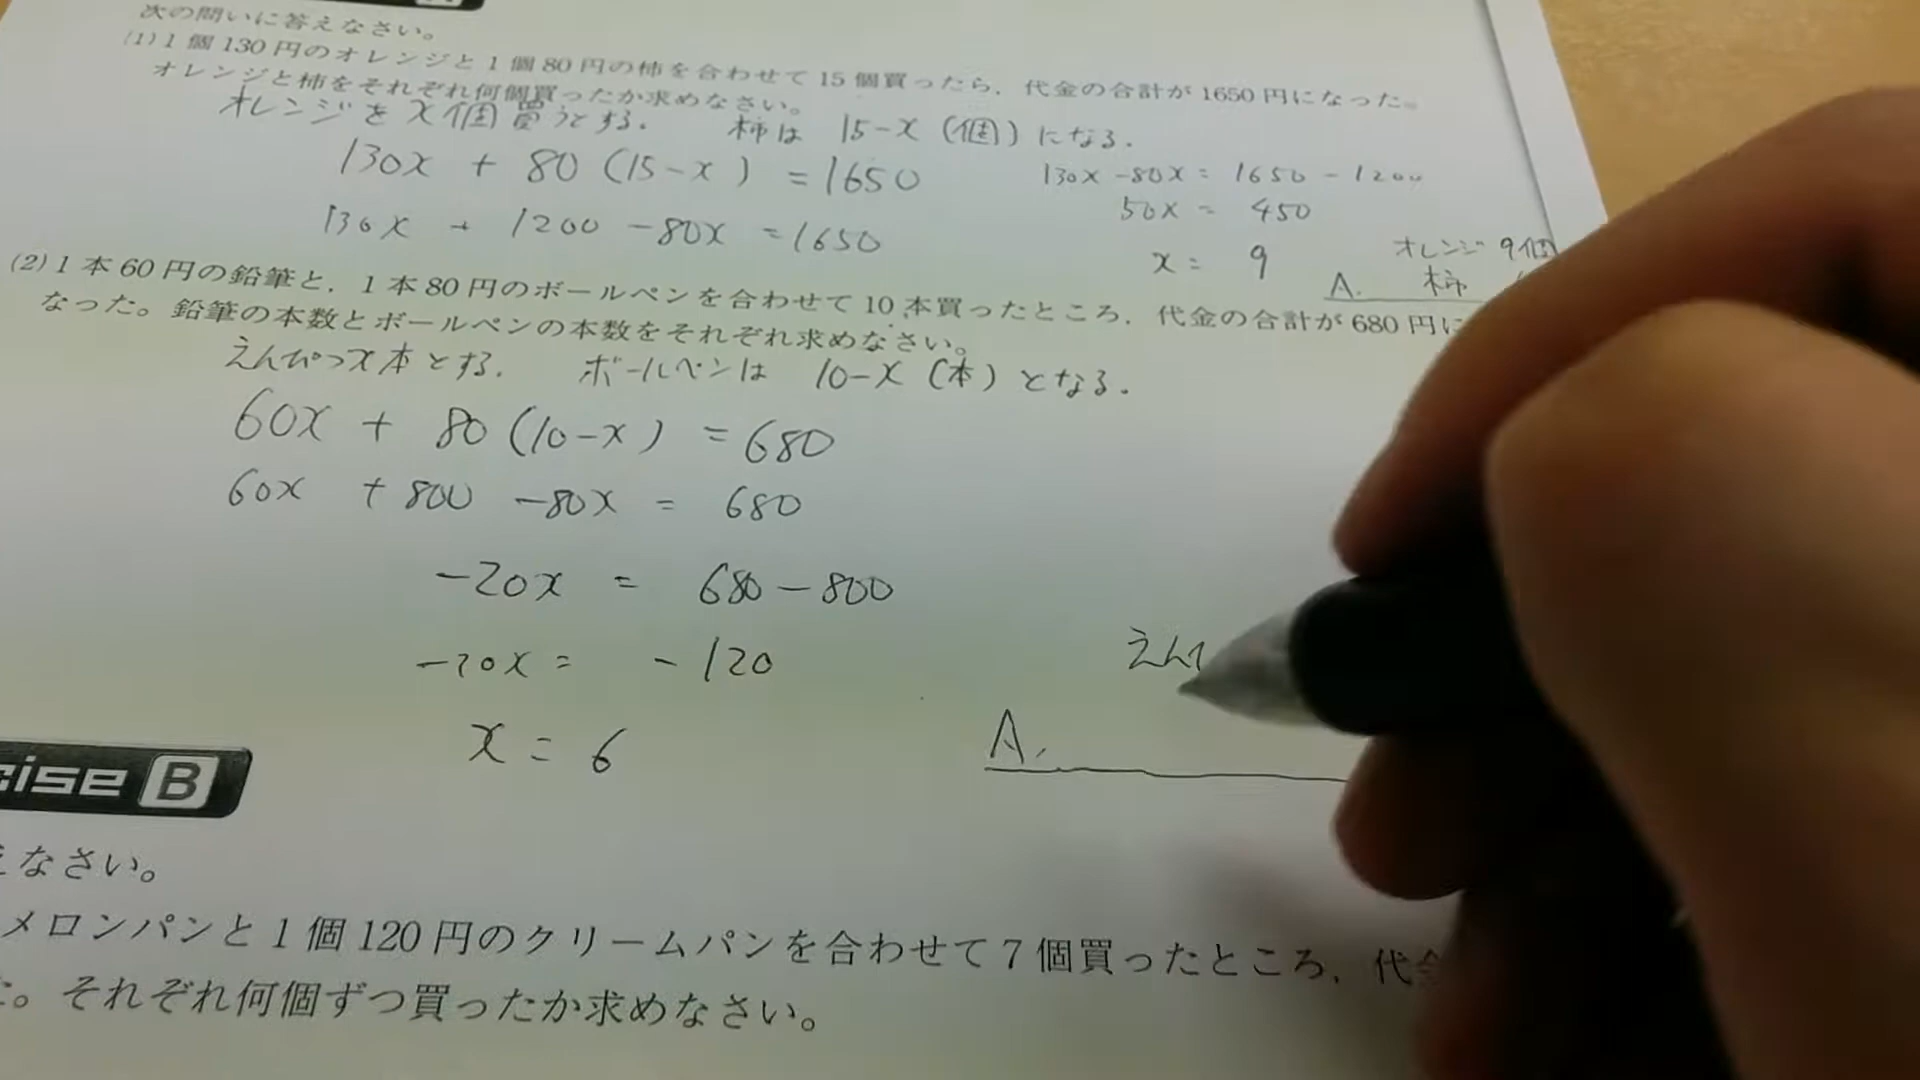 次の問いに答えなさい。
(1) 1個130円のオレンジと1個80円の柿を合わせて15個買ったら,代金の合計が1650円になった。
オレンジと柿をそれぞれ何個買ったか求めなさい。
オレンジを x個買うとする. 柿は 15-x (個) になる.
130x + 80 (15-x) = 1650
130x + 1200 -80x = 1650
130x -80x = 1650 - 1200
50x = 450
x = 9
オレンジ 9個
A. 柿
(2) 1本60円の鉛筆と,1本80円のボールペンを合わせて10本買ったところ,代金の合計が680円に
なった。鉛筆の本数とボールペンの本数をそれぞれ求めなさい。
えんぴつx本とする. ボールペンは 10-x (本) となる.
60x + 80 (10-x) = 680
60x + 800 -80x = 680
-20x = 680-800
-20x = -120
x = 6
えん
A.
cise B
えなさい。
メロンパンと1個120円のクリームパンを合わせて7個買ったところ,代金
た。それぞれ何個ずつ買ったか求めなさい。